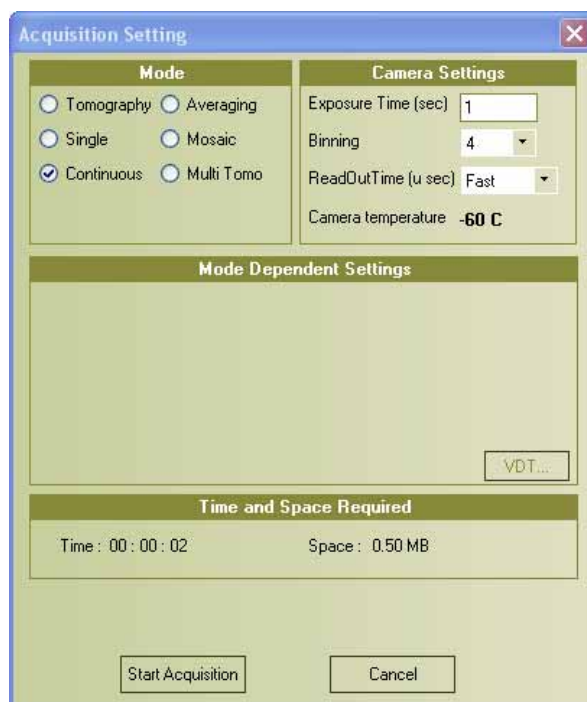 Acquisition Setting
Mode
Tomography Averaging
Single Mosaic
Continuous Multi Tomo
Camera Settings
Exposure Time (sec) 1
Binning 4
ReadOutTime (u sec) Fast
Camera temperature -60 C
Mode Dependent Settings
VDT...
Time and Space Required
Time : 00 : 00 : 02 Space : 0.50 MB
Start Acquisition Cancel